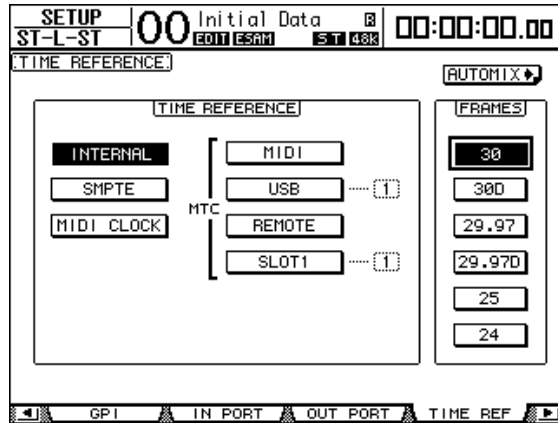 SETUP
ST-L-ST
00 Initial Data
EDIT ESAM ST 48K
00:00:00.00
TIME REFERENCE
AUTOMIX
TIME REFERENCE
INTERNAL
SMPTE
MIDI CLOCK
MTC
MIDI
USB 1
REMOTE
SLOT1 1
FRAMES
30
30D
29.97
29.97D
25
24
GPI IN PORT OUT PORT TIME REF